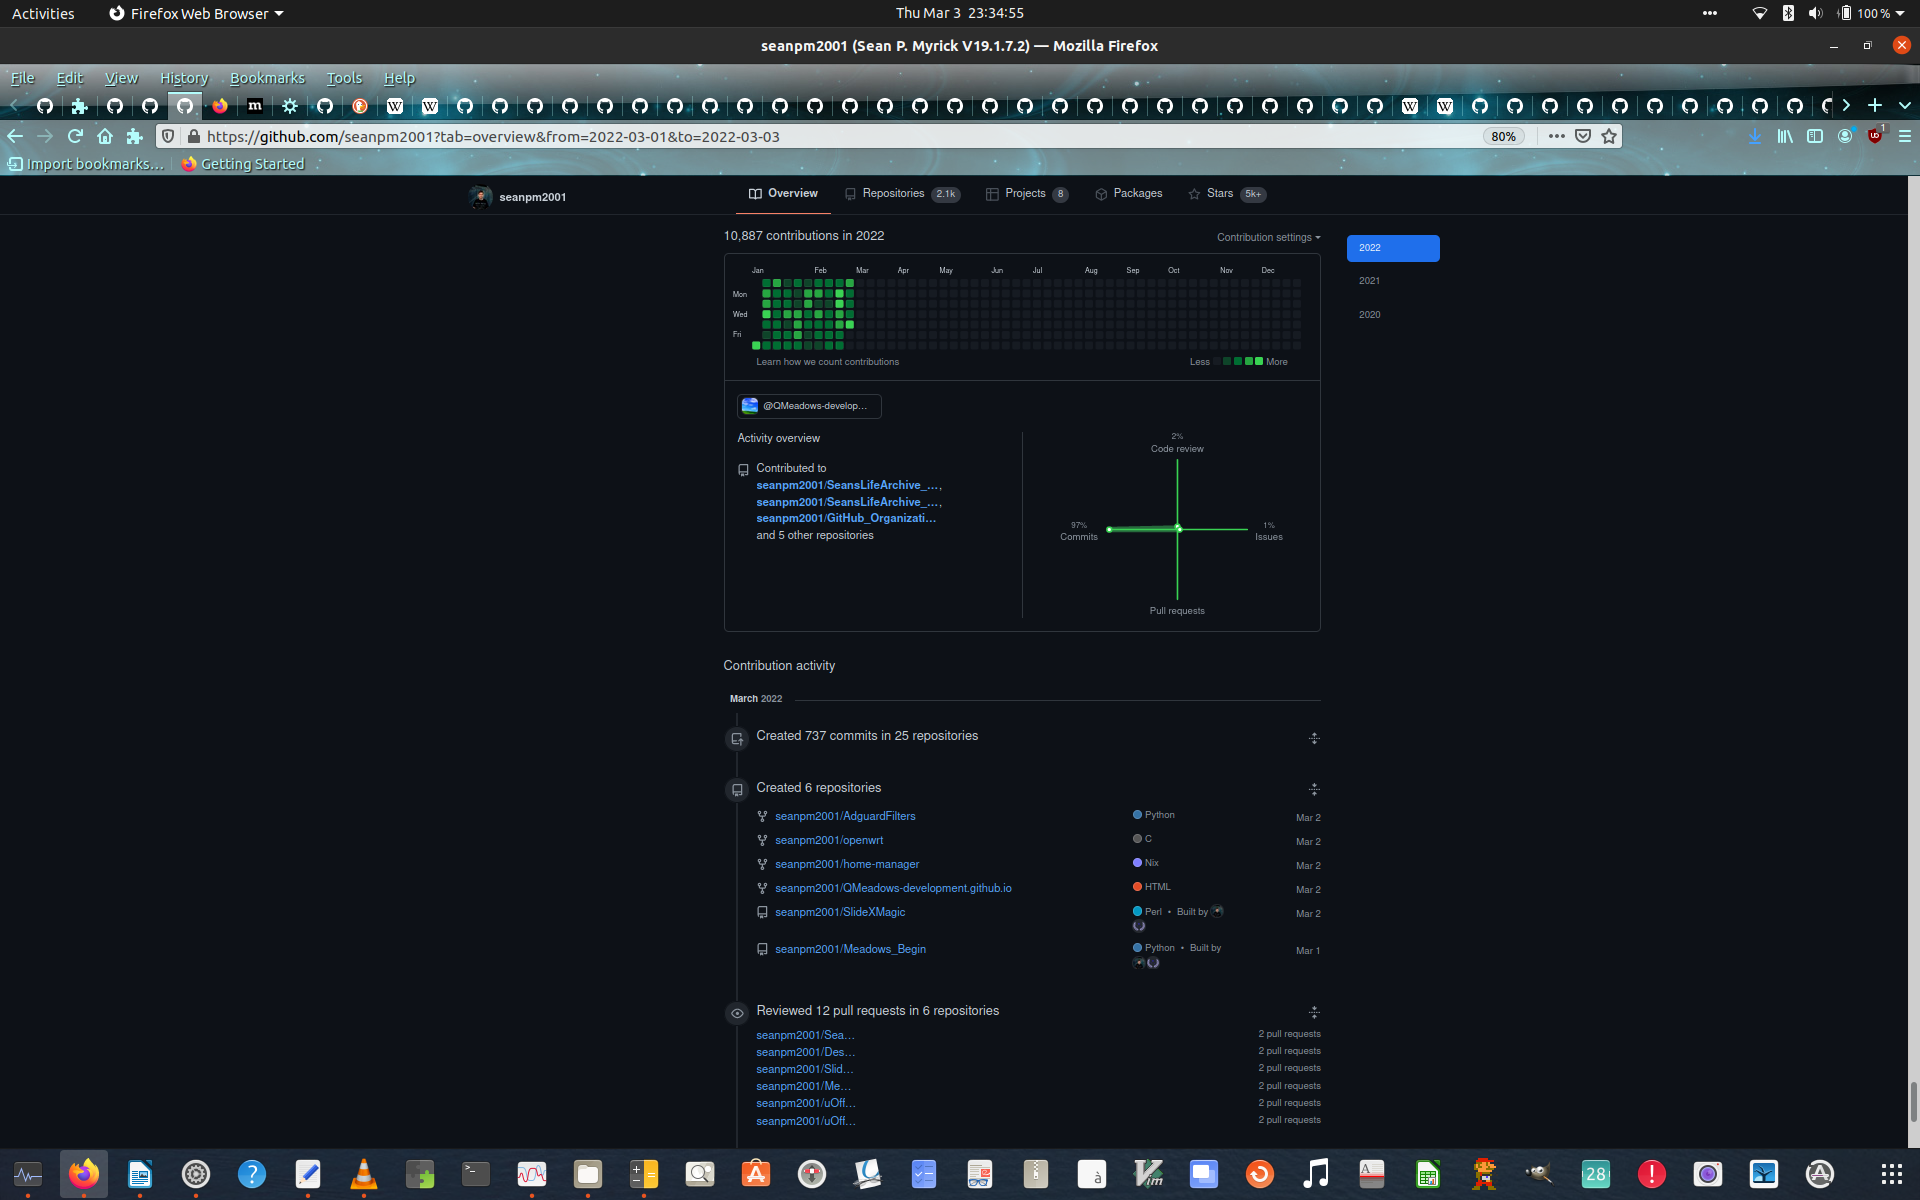 Activities
Firefox Web Browser
Thu Mar 3 23:34:55
100 %
seanpm2001 (Sean P. Myrick V19.1.7.2) — Mozilla Firefox
File Edit View History Bookmarks Tools Help
https://github.com/seanpm2001?tab=overview&from=2022-03-01&to=2022-03-03
80%
1
Import bookmarks…
Getting Started
seanpm2001
Overview
Repositories 2.1k
Projects 8
Packages
Stars 5k+
10,887 contributions in 2022
Contribution settings
2022
2021
2020
Jan Feb Mar Apr May Jun Jul Aug Sep Oct Nov Dec
Mon
Wed
Fri
Learn how we count contributions
Less More
@QMeadows-develop…
Activity overview
Contributed to
seanpm2001/SeansLifeArchive_…,
seanpm2001/SeansLifeArchive_…,
seanpm2001/GitHub_Organizati…
and 5 other repositories
2%
Code review
97%
Commits
1%
Issues
Pull requests
Contribution activity
March 2022
Created 737 commits in 25 repositories
Created 6 repositories
seanpm2001/AdguardFilters Python Mar 2
seanpm2001/openwrt C Mar 2
seanpm2001/home-manager Nix Mar 2
seanpm2001/QMeadows-development.github.io HTML Mar 2
seanpm2001/SlideXMagic Perl • Built by Mar 2
seanpm2001/Meadows_Begin Python • Built by Mar 1
Reviewed 12 pull requests in 6 repositories
seanpm2001/Sea… 2 pull requests
seanpm2001/Des… 2 pull requests
seanpm2001/Slid… 2 pull requests
seanpm2001/Me… 2 pull requests
seanpm2001/uOff… 2 pull requests
seanpm2001/uOff… 2 pull requests
28